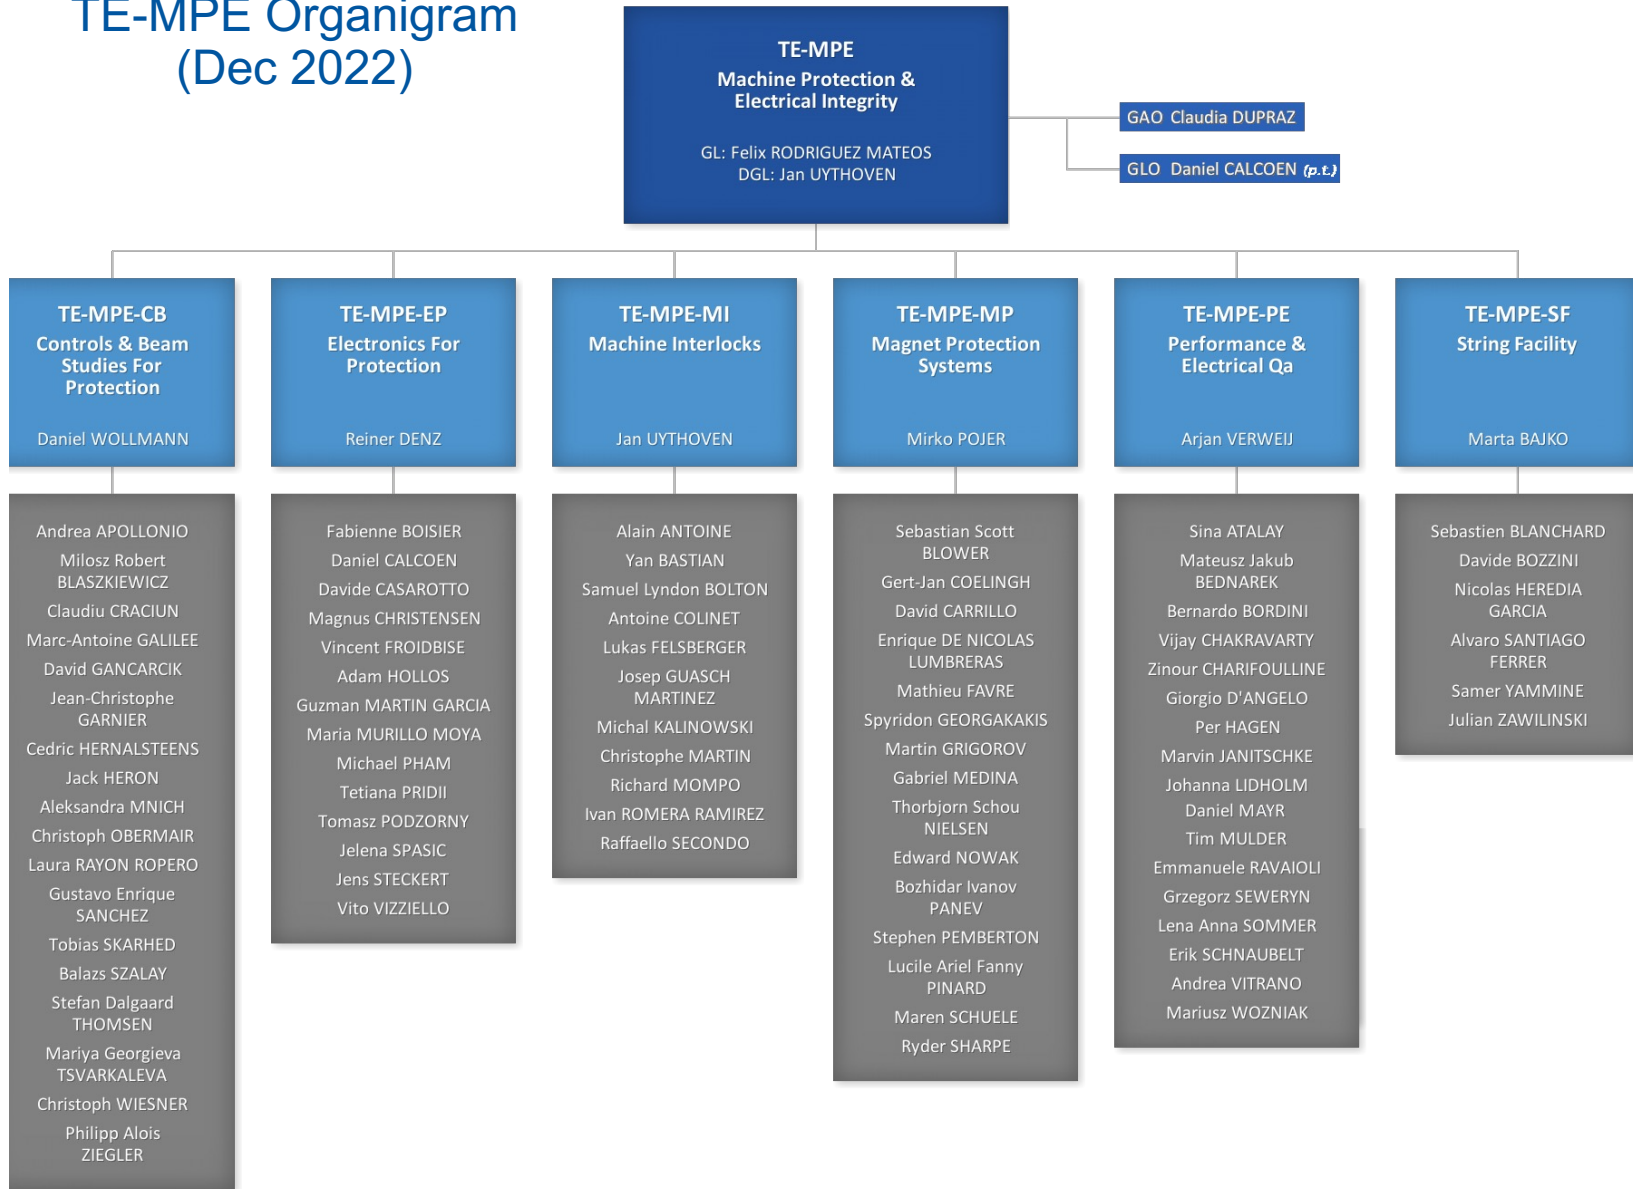 TE-MPE Organigram
(Dec 2022)
TE-MPE
Machine Protection &
Electrical Integrity
GL: Felix RODRIGUEZ MATEOS
DGL: Jan UYTHOVEN
GAO Claudia DUPRAZ
GLO Daniel CALCOEN (p.t.)
TE-MPE-CB
Controls & Beam
Studies For
Protection
Daniel WOLLMANN
Andrea APOLLONIO
Milosz Robert
BLASZKIEWICZ
Claudiu CRACIUN
Marc-Antoine GALILEE
David GANCARCIK
Jean-Christophe
GARNIER
Cedric HERNALSTEENS
Jack HERON
Aleksandra MNICH
Christoph OBERMAIR
Laura RAYON ROPERO
Gustavo Enrique
SANCHEZ
Tobias SKARHED
Balazs SZALAY
Stefan Dalgaard
THOMSEN
Mariya Georgieva
TSVARKALEVA
Christoph WIESNER
Philipp Alois
ZIEGLER
TE-MPE-EP
Electronics For
Protection
Reiner DENZ
Fabienne BOISIER
Daniel CALCOEN
Davide CASAROTTO
Magnus CHRISTENSEN
Vincent FROIDBISE
Adam HOLLOS
Guzman MARTIN GARCIA
Maria MURILLO MOYA
Michael PHAM
Tetiana PRIDII
Tomasz PODZORNY
Jelena SPASIC
Jens STECKERT
Vito VIZZIELLO
TE-MPE-MI
Machine Interlocks
Jan UYTHOVEN
Alain ANTOINE
Yan BASTIAN
Samuel Lyndon BOLTON
Antoine COLINET
Lukas FELSBERGER
Josep GUASCH
MARTINEZ
Michal KALINOWSKI
Christophe MARTIN
Richard MOMPO
Ivan ROMERA RAMIREZ
Raffaello SECONDO
TE-MPE-MP
Magnet Protection
Systems
Mirko POJER
Sebastian Scott
BLOWER
Gert-Jan COELINGH
David CARRILLO
Enrique DE NICOLAS
LUMBRERAS
Mathieu FAVRE
Spyridon GEORGAKAKIS
Martin GRIGOROV
Gabriel MEDINA
Thorbjorn Schou
NIELSEN
Edward NOWAK
Bozhidar Ivanov
PANEV
Stephen PEMBERTON
Lucile Ariel Fanny
PINARD
Maren SCHUELE
Ryder SHARPE
TE-MPE-PE
Performance &
Electrical Qa
Arjan VERWEIJ
Sina ATALAY
Mateusz Jakub
BEDNAREK
Bernardo BORDINI
Vijay CHAKRAVARTY
Zinour CHARIFOULLINE
Giorgio D'ANGELO
Per HAGEN
Marvin JANITSCHKE
Johanna LIDHOLM
Daniel MAYR
Tim MULDER
Emmanuele RAVAIOLI
Grzegorz SEWERYN
Lena Anna SOMMER
Erik SCHNAUBELT
Andrea VITRANO
Mariusz WOZNIAK
TE-MPE-SF
String Facility
Marta BAJKO
Sebastien BLANCHARD
Davide BOZZINI
Nicolas HEREDIA
GARCIA
Alvaro SANTIAGO
FERRER
Samer YAMMINE
Julian ZAWILINSKI